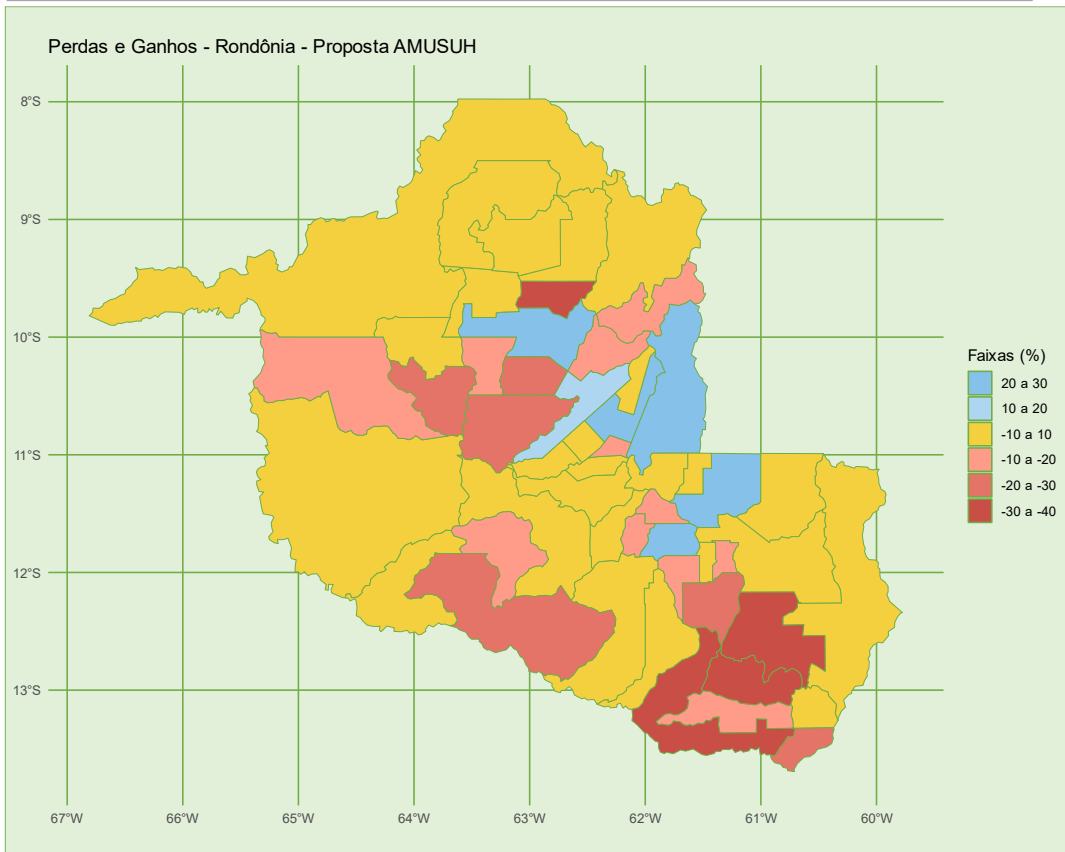 Perdas e Ganhos - Rondônia - Proposta AMUSUH
8°S
9°S
10°S
11°S
12°S
13°S
67°W
66°W
65°W
64°W
63°W
62°W
61°W
60°W
Faixas (%)
20 a 30
10 a 20
-10 a 10
-10 a -20
-20 a -30
-30 a -40